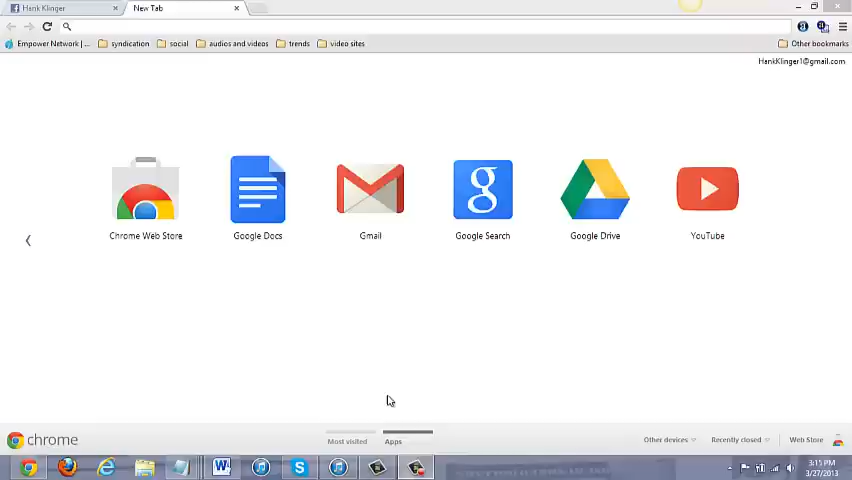 Hank Klinger
New Tab
Empower Network | ...
syndication
social
audios and videos
trends
video sites
Other bookmarks
HankKlinger1@gmail.com
Chrome Web Store
Google Docs
Gmail
Google Search
Google Drive
YouTube
chrome
Most visited
Apps
Other devices
Recently closed
Web Store
3:15 PM
3/27/2013